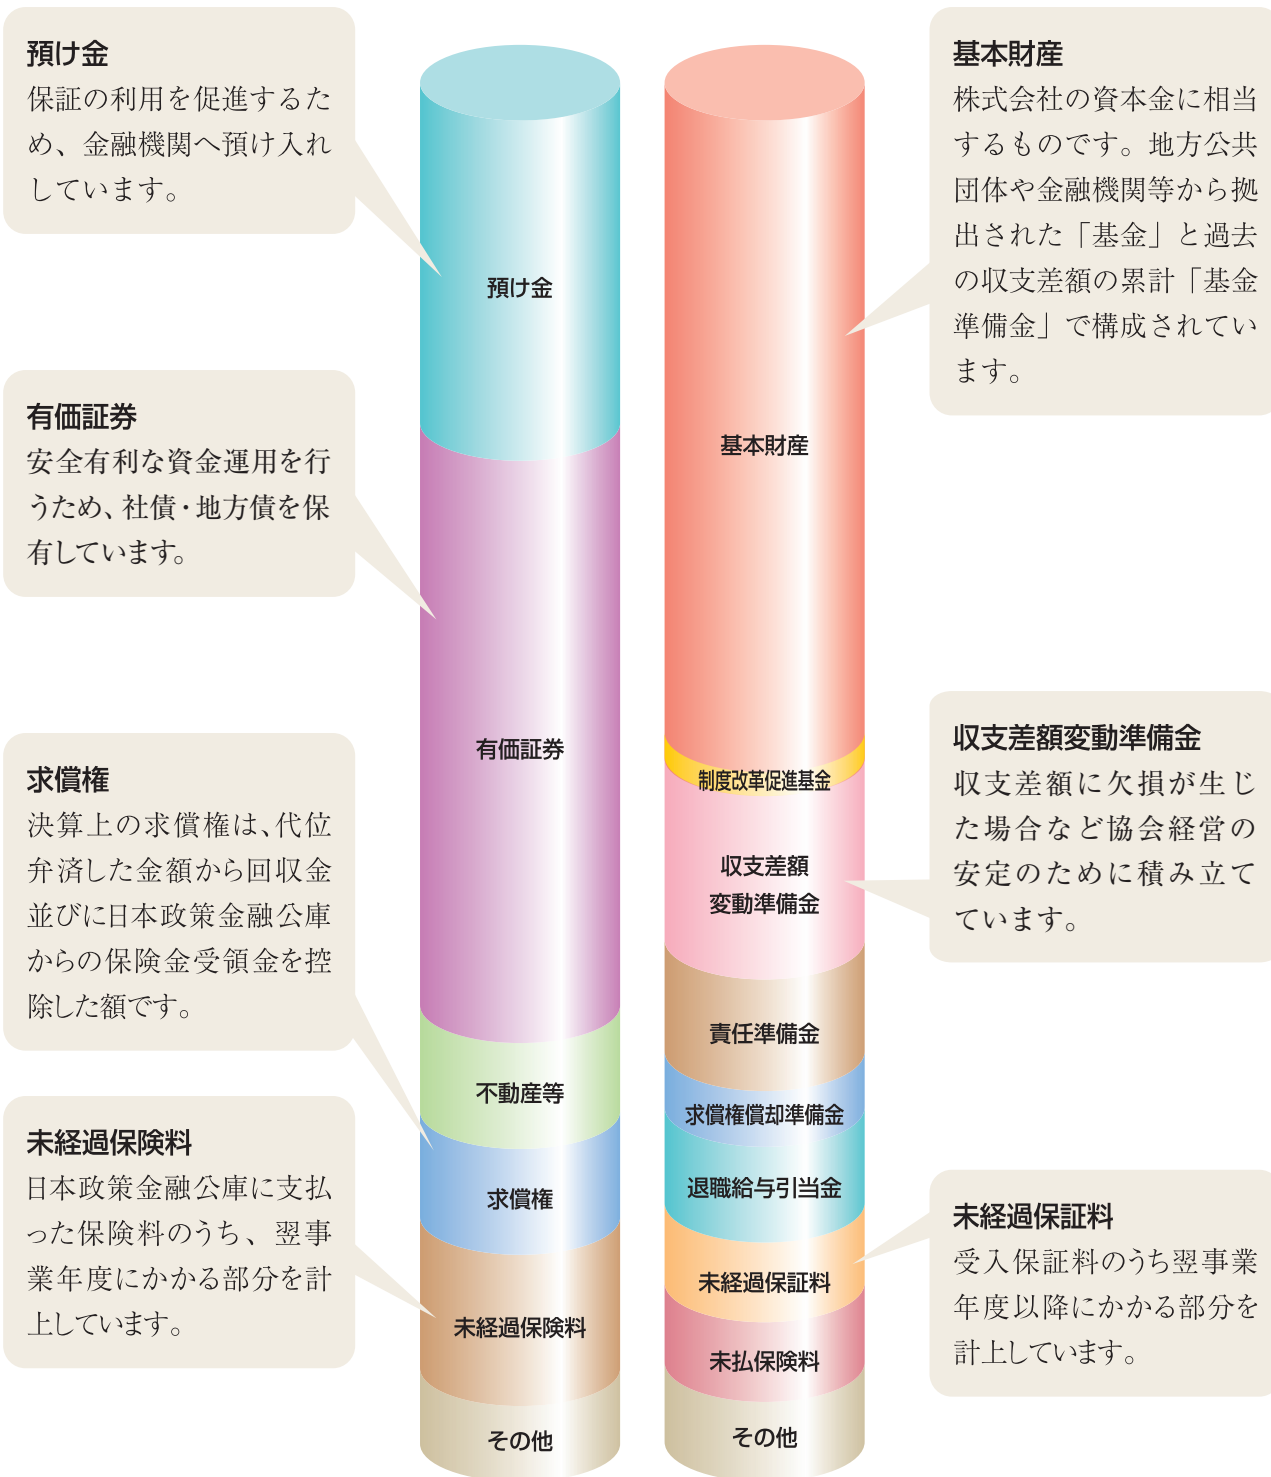 預け金
保証の利用を促進するた
め、金融機関へ預け入れ
しています。
有価証券
安全有利な資金運用を行
うため、社債・地方債を保
有しています。
求償権
決算上の求償権は、代位
弁済した金額から回収金
並びに日本政策金融公庫
からの保険金受領金を控
除した額です。
未経過保険料
日本政策金融公庫に支払
った保険料のうち、翌事
業年度にかかる部分を計
上しています。
預け金
有価証券
不動産等
求償権
未経過保険料
その他
基本財産
制度改革促進基金
収支差額
変動準備金
責任準備金
求償権償却準備金
退職給与引当金
未経過保証料
未払保険料
その他
基本財産
株式会社の資本金に相当
するものです。地方公共
団体や金融機関等から拠
出された「基金」と過去
の収支差額の累計「基金
準備金」で構成されてい
ます。
収支差額変動準備金
収支差額に欠損が生じ
た場合など協会経営の
安定のために積み立て
ています。
未経過保証料
受入保証料のうち翌事業
年度以降にかかる部分を
計上しています。